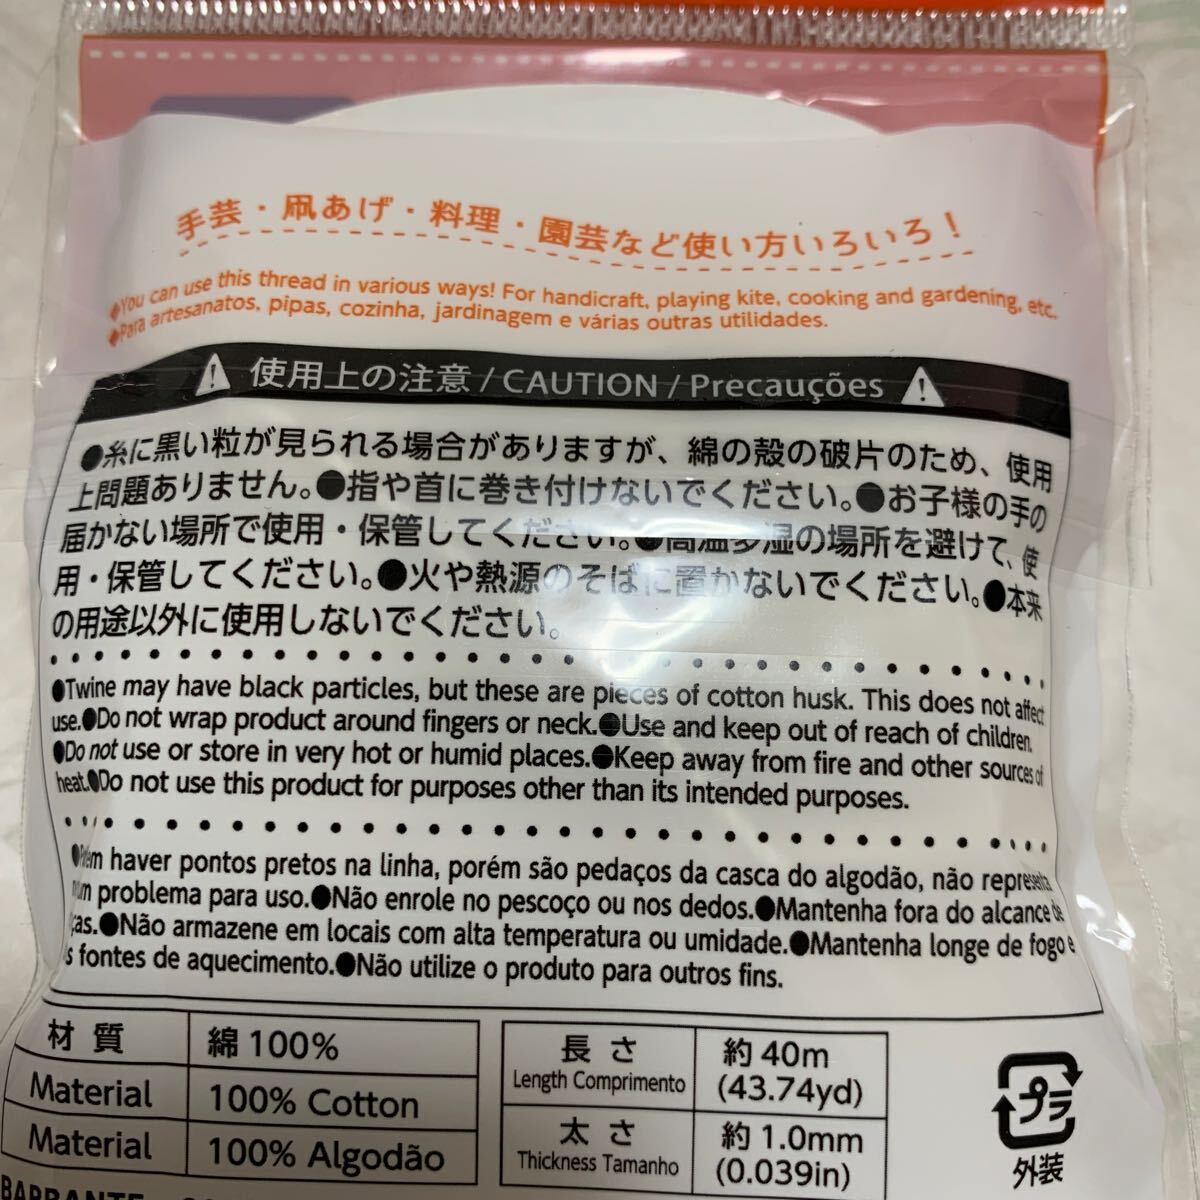 手芸・凧あげ・料理・園芸など使い方いろいろ！
◆You can use this thread in various ways! For handicraft, playing kite, cooking and gardening, etc.
◆Para artesanatos, pipas, cozinha, jardinagem e várias outras utilidades.
使用上の注意 / CAUTION / Precauções
●糸に黒い粒が見られる場合がありますが、綿の殻の破片のため、使用
上問題ありません。●指や首に巻き付けないでください。●お子様の手の
届かない場所で使用・保管してください。●高温多湿の場所を避けて、使
用・保管してください。●火や熱源のそばに置かないでください。●本来
の用途以外に使用しないでください。
●Twine may have black particles, but these are pieces of cotton husk. This does not affect
use.●Do not wrap product around fingers or neck.●Use and keep out of reach of children.
●Do not use or store in very hot or humid places.●Keep away from fire and other sources of
heat.●Do not use this product for purposes other than its intended purposes.
haver pontos pretos na linha, porém são pedaços da casca do algodão, não representa
problema para uso.●Não enrole no pescoço ou nos dedos.●Mantenha fora do alcance de
●Não armazene em locais com alta temperatura ou umidade.●Mantenha longe de fogo e
fontes de aquecimento.●Não utilize o produto para outros fins.
材質 綿100%
Material 100% Cotton
Material 100% Algodão
長さ 約40m
Length Comprimento (43.74yd)
太さ 約1.0mm
Thickness Tamanho (0.039in)
プラ
外装
BARBANTE